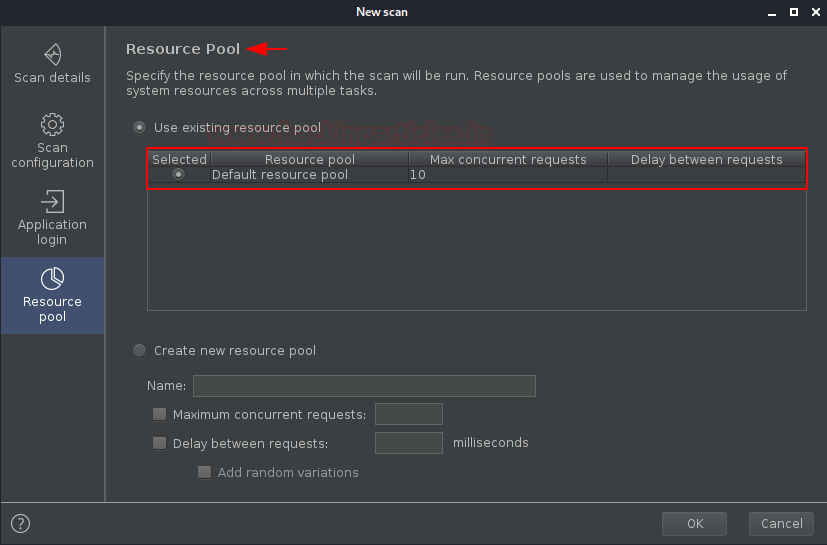 New scan
Scan details
Scan
configuration
Application
login
Resource
pool
Resource Pool
Specify the resource pool in which the scan will be run. Resource pools are used to manage the usage of
system resources across multiple tasks.
Use existing resource pool
Selected Resource pool Max concurrent requests Delay between requests
Default resource pool 10
Create new resource pool
Name:
Maximum concurrent requests:
Delay between requests: milliseconds
Add random variations
? OK Cancel